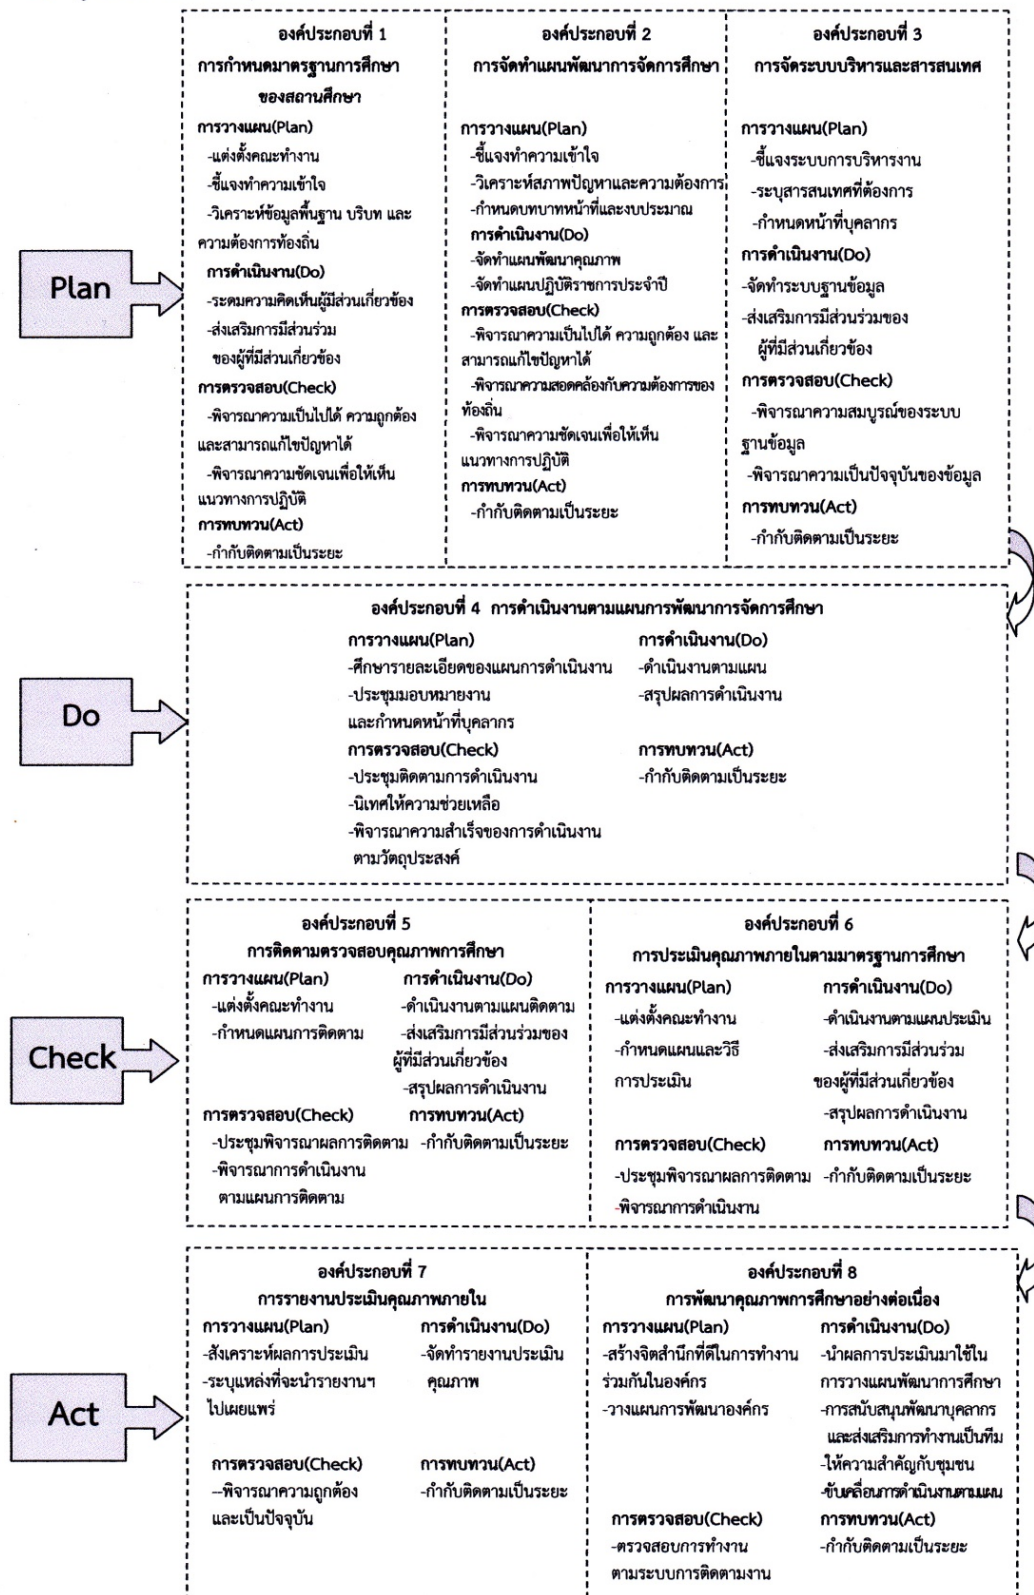 องค์ประกอบที่ 1
การกำหนดมาตรฐานการศึกษา
ของสถานศึกษา
การวางแผน(Plan)
-แต่งตั้งคณะทำงาน
-ชี้แจงทำความเข้าใจ
-วิเคราะห์ข้อมูลพื้นฐาน บริบท และ
ความต้องการท้องถิ่น
การดำเนินงาน(Do)
-ระดมความคิดเห็นผู้มีส่วนเกี่ยวข้อง
-ส่งเสริมการมีส่วนร่วม
ของผู้ที่มีส่วนเกี่ยวข้อง
การตรวจสอบ(Check)
-พิจารณาความเป็นไปได้ ความถูกต้อง
และสามารถแก้ไขปัญหาได้
-พิจารณาความชัดเจนเพื่อให้เห็น
แนวทางการปฏิบัติ
การทบทวน(Act)
-กำกับติดตามเป็นระยะ
องค์ประกอบที่ 2
การจัดทำแผนพัฒนาการจัดการศึกษา
การวางแผน(Plan)
-ชี้แจงทำความเข้าใจ
-วิเคราะห์สภาพปัญหาและความต้องการ
-กำหนดบทบาทหน้าที่และงบประมาณ
การดำเนินงาน(Do)
-จัดทำแผนพัฒนาคุณภาพ
-จัดทำแผนปฏิบัติราชการประจำปี
การตรวจสอบ(Check)
-พิจารณาความเป็นไปได้ ความถูกต้อง และ
สามารถแก้ไขปัญหาได้
-พิจารณาความสอดคล้องกับความต้องการของ
ท้องถิ่น
-พิจารณาความชัดเจนเพื่อให้เห็น
แนวทางการปฏิบัติ
การทบทวน(Act)
-กำกับติดตามเป็นระยะ
องค์ประกอบที่ 3
การจัดระบบบริหารและสารสนเทศ
การวางแผน(Plan)
-ชี้แจงระบบการบริหารงาน
-ระบุสารสนเทศที่ต้องการ
-กำหนดหน้าที่บุคลากร
การดำเนินงาน(Do)
-จัดทำระบบฐานข้อมูล
-ส่งเสริมการมีส่วนร่วมของ
ผู้ที่มีส่วนเกี่ยวข้อง
การตรวจสอบ(Check)
-พิจารณาความสมบูรณ์ของระบบ
ฐานข้อมูล
-พิจารณาความเป็นปัจจุบันของข้อมูล
การทบทวน(Act)
-กำกับติดตามเป็นระยะ
Plan
องค์ประกอบที่ 4 การดำเนินงานตามแผนการพัฒนาการจัดการศึกษา
การวางแผน(Plan)
-ศึกษารายละเอียดของแผนการดำเนินงาน
-ประชุมมอบหมายงาน
และกำหนดหน้าที่บุคลากร
การดำเนินงาน(Do)
-ดำเนินงานตามแผน
-สรุปผลการดำเนินงาน
การตรวจสอบ(Check)
-ประชุมติดตามการดำเนินงาน
-นิเทศให้ความช่วยเหลือ
-พิจารณาความสำเร็จของการดำเนินงาน
ตามวัตถุประสงค์
การทบทวน(Act)
-กำกับติดตามเป็นระยะ
Do
องค์ประกอบที่ 5
การติดตามตรวจสอบคุณภาพการศึกษา
การวางแผน(Plan)
-แต่งตั้งคณะทำงาน
-กำหนดแผนการติดตาม
การดำเนินงาน(Do)
-ดำเนินงานตามแผนติดตาม
-ส่งเสริมการมีส่วนร่วมของ
ผู้ที่มีส่วนเกี่ยวข้อง
-สรุปผลการดำเนินงาน
การตรวจสอบ(Check)
-ประชุมพิจารณาผลการติดตาม
-พิจารณาการดำเนินงาน
ตามแผนการติดตาม
การทบทวน(Act)
-กำกับติดตามเป็นระยะ
องค์ประกอบที่ 6
การประเมินคุณภาพภายในตามมาตรฐานการศึกษา
การวางแผน(Plan)
-แต่งตั้งคณะทำงาน
-กำหนดแผนและวิธี
การประเมิน
การดำเนินงาน(Do)
-ดำเนินงานตามแผนประเมิน
-ส่งเสริมการมีส่วนร่วม
ของผู้ที่มีส่วนเกี่ยวข้อง
-สรุปผลการดำเนินงาน
การตรวจสอบ(Check)
-ประชุมพิจารณาผลการติดตาม
-พิจารณาการดำเนินงาน
การทบทวน(Act)
-กำกับติดตามเป็นระยะ
Check
องค์ประกอบที่ 7
การรายงานประเมินคุณภาพภายใน
การวางแผน(Plan)
-สังเคราะห์ผลการประเมิน
-ระบุแหล่งที่จะนำรายงานฯ
ไปเผยแพร่
การดำเนินงาน(Do)
-จัดทำรายงานประเมิน
คุณภาพ
การตรวจสอบ(Check)
--พิจารณาความถูกต้อง
และเป็นปัจจุบัน
การทบทวน(Act)
-กำกับติดตามเป็นระยะ
องค์ประกอบที่ 8
การพัฒนาคุณภาพการศึกษาอย่างต่อเนื่อง
การวางแผน(Plan)
-สร้างจิตสำนึกที่ดีในการทำงาน
ร่วมกันในองค์กร
-วางแผนการพัฒนาองค์กร
การดำเนินงาน(Do)
-นำผลการประเมินมาใช้ใน
การวางแผนพัฒนาการศึกษา
-การสนับสนุนพัฒนาบุคลากร
และส่งเสริมการทำงานเป็นทีม
-ให้ความสำคัญกับชุมชน
-ขับเคลื่อนการดำเนินงานตามแผน
การตรวจสอบ(Check)
-ตรวจสอบการทำงาน
ตามระบบการติดตามงาน
การทบทวน(Act)
-กำกับติดตามเป็นระยะ
Act